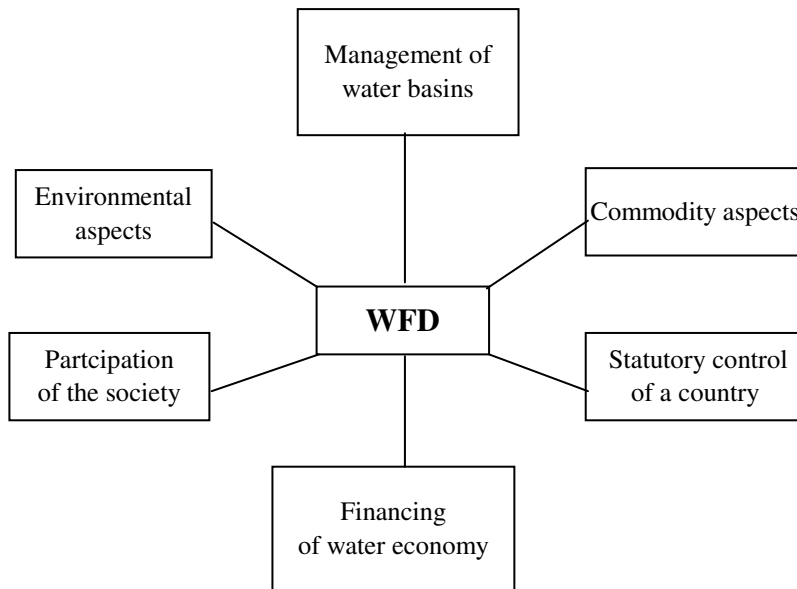 Management of
water basins
Environmental
aspects
Commodity aspects
WFD
Partcipation
of the society
Statutory control
of a country
Financing
of water economy